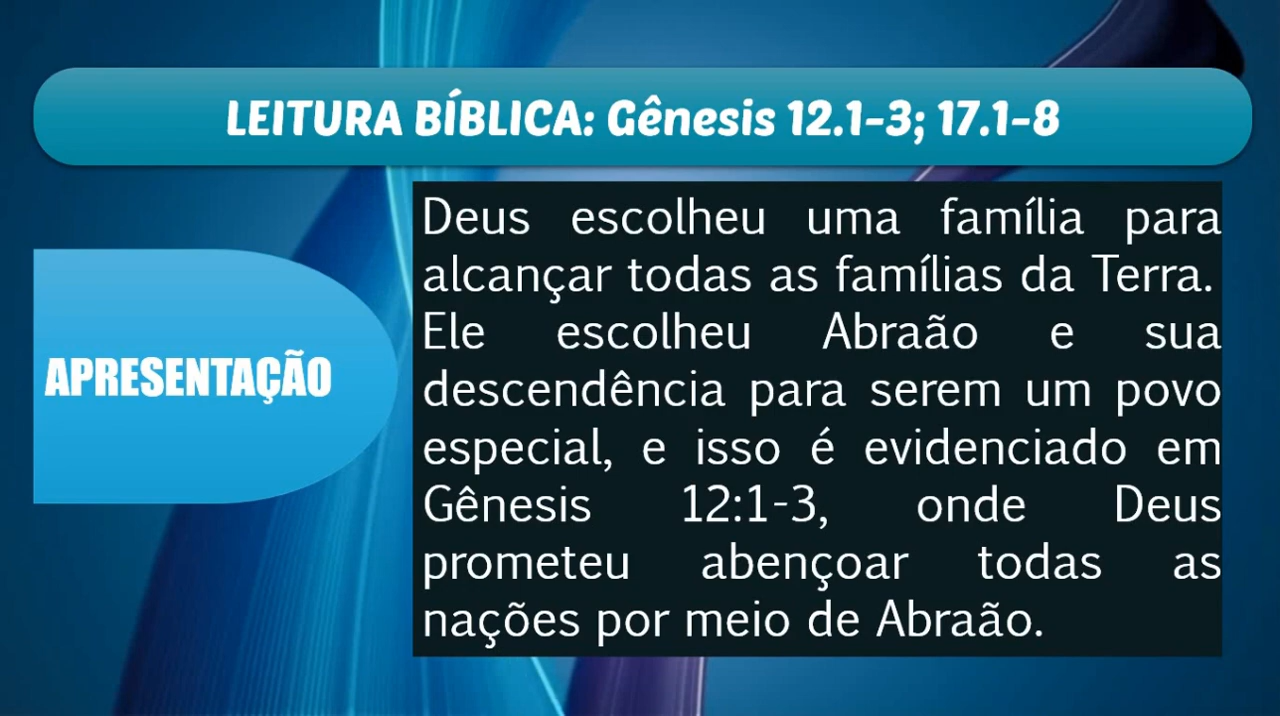 LEITURA BÍBLICA: Gênesis 12.1-3; 17.1-8
APRESENTAÇÃO
Deus escolheu uma família para
alcançar todas as famílias da Terra.
Ele escolheu Abraão e sua
descendência para serem um povo
especial, e isso é evidenciado em
Gênesis 12:1-3, onde Deus
prometeu abençoar todas as
nações por meio de Abraão.